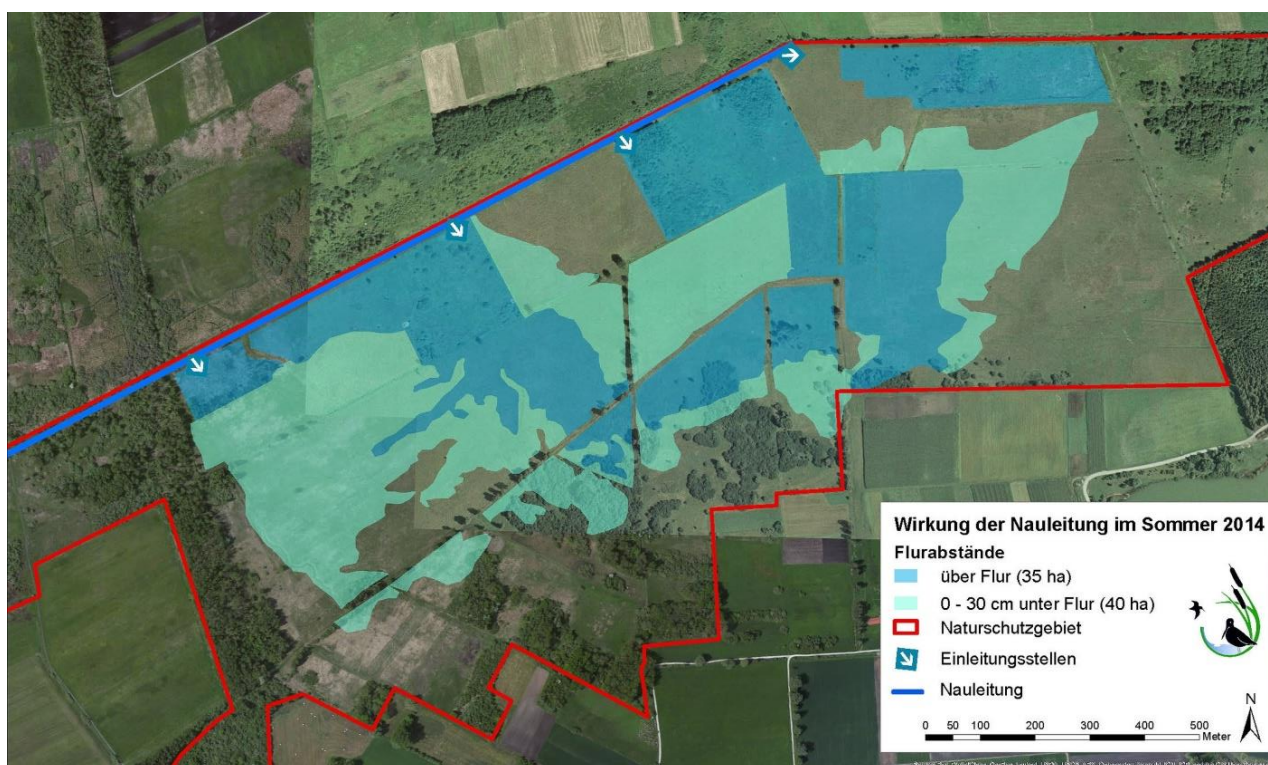 Wirkung der Nauleitung im Sommer 2014
Flurabstände
über Flur (35 ha)
0 - 30 cm unter Flur (40 ha)
Naturschutzgebiet
Einleitungsstellen
Nauleitung
N
0 50 100 200 300 400 500
Meter